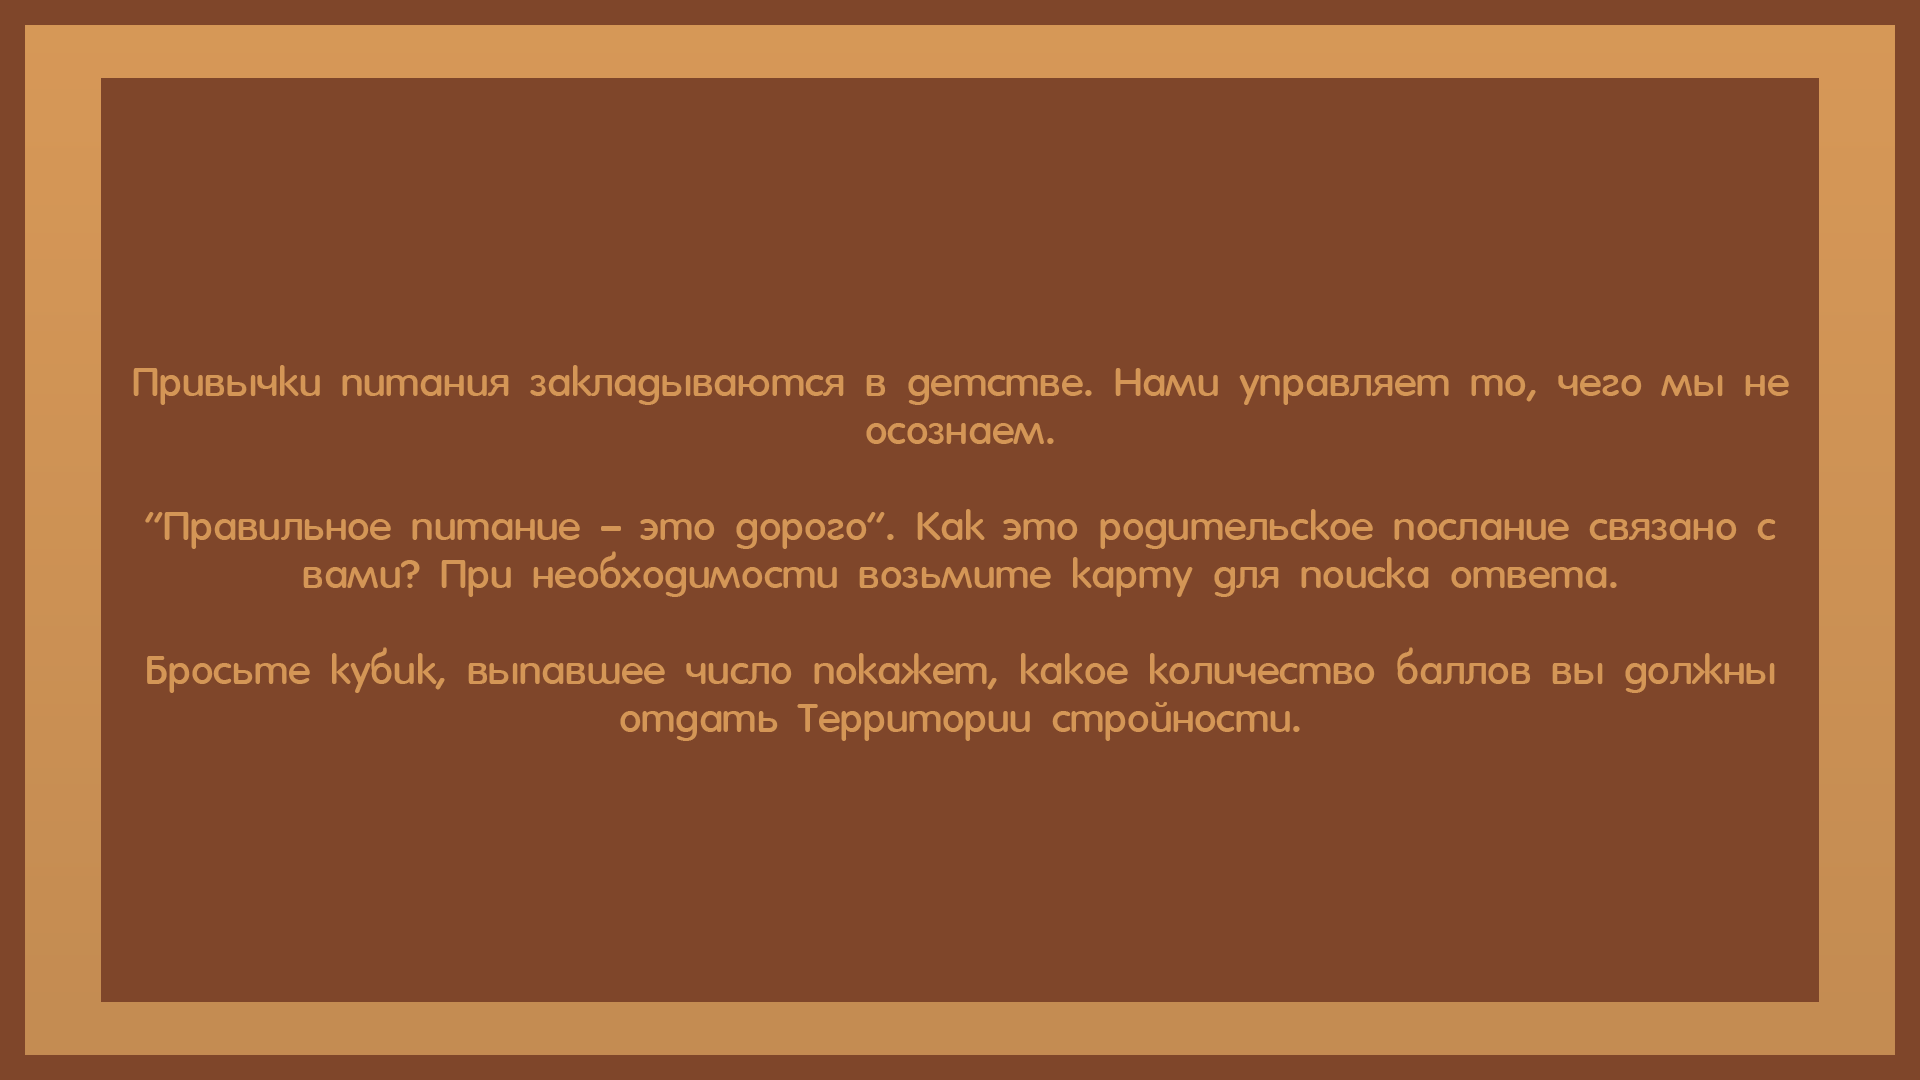 Привычки питания закладываются в детстве. Нами управляет то, чего мы не
осознаем.
"Правильное питание – это дорого". Как это родительское послание связано с
вами? При необходимости возьмите карту для поиска ответа.
Бросьте кубик, выпавшее число покажет, какое количество баллов вы должны
отдать Территории стройности.